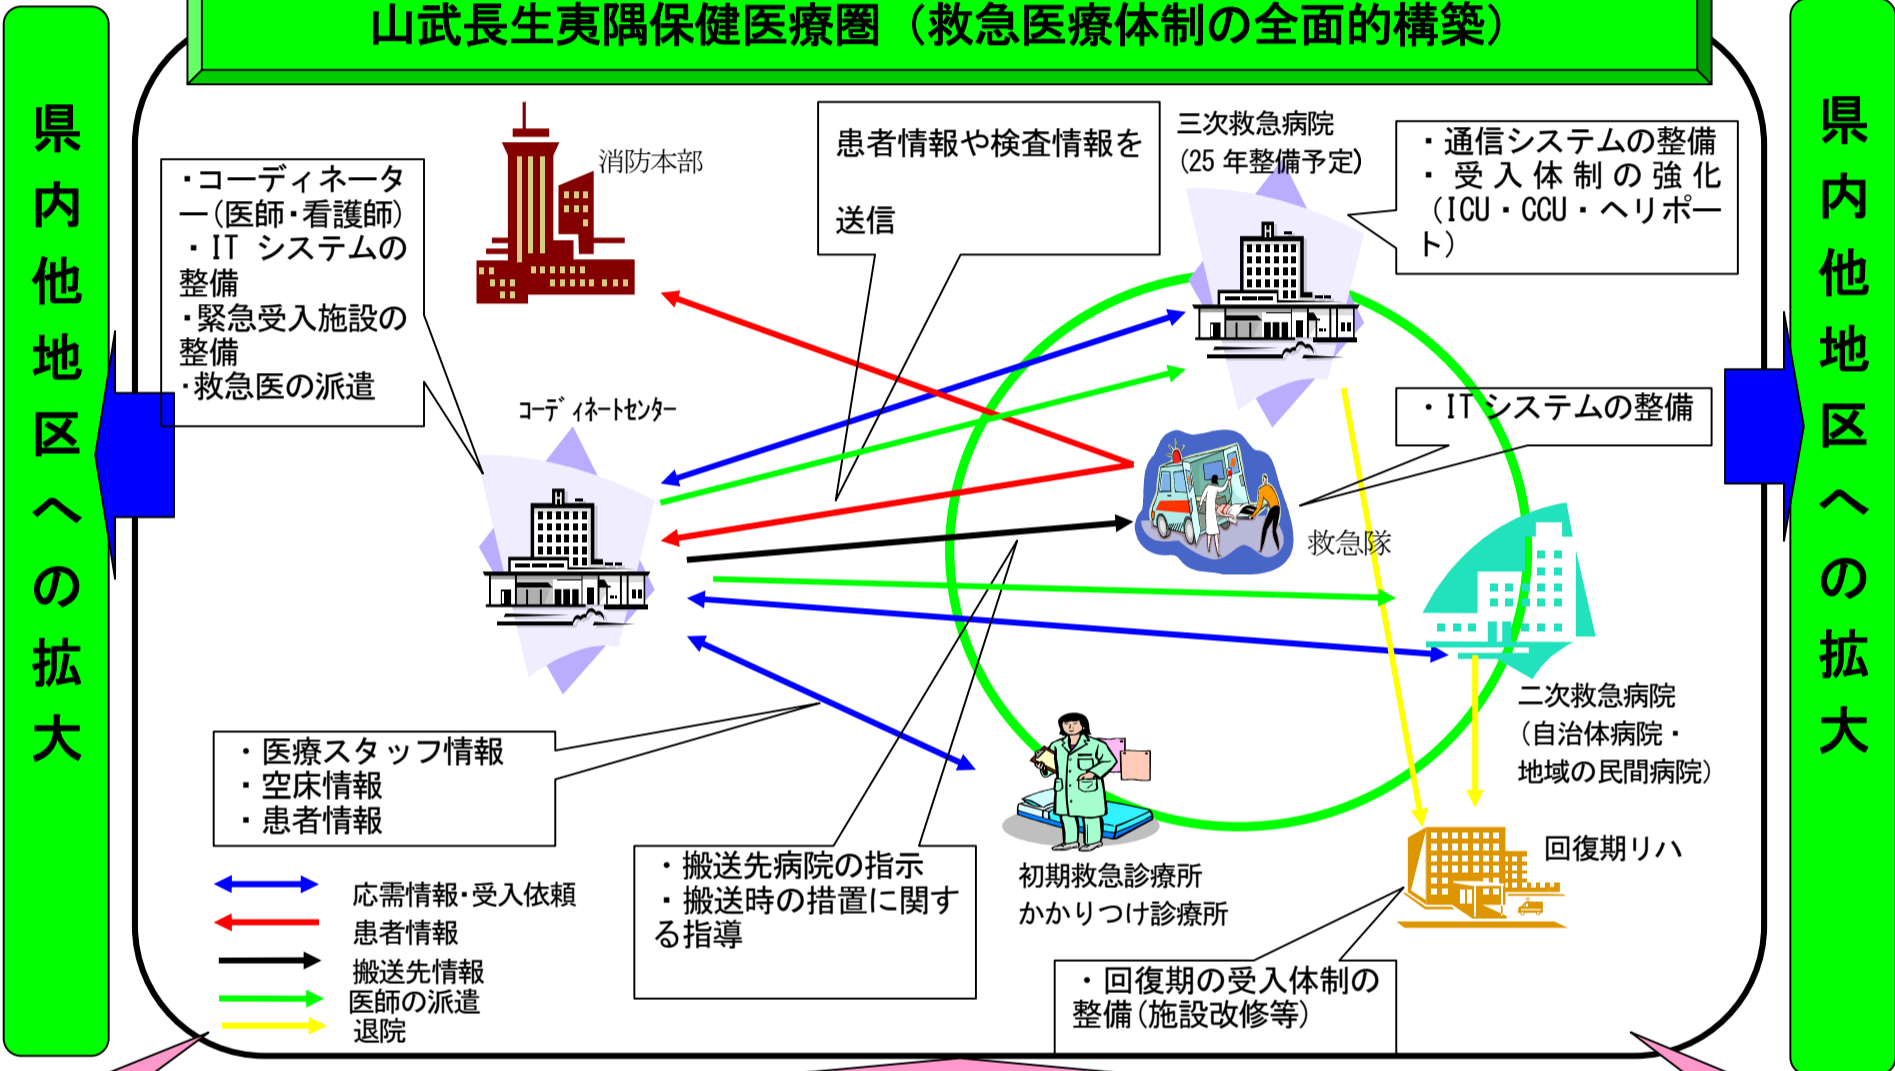 山武長生夷隅保健医療圏（救急医療体制の全面的構築）
県内他地区への拡大
・コーディネータ
ー(医師・看護師)
・IT システムの
整備
・緊急受入施設の
整備
・救急医の派遣
消防本部
患者情報や検査情報を
送信
三次救急病院
(25 年整備予定)
・通信システムの整備
・受入体制の強化
（ICU・CCU・ヘリポー
ト）
・IT システムの整備
ｺｰﾃﾞｨﾈｰﾄｾﾝﾀｰ
救急隊
二次救急病院
（自治体病院・
地域の民間病院）
・医療スタッフ情報
・空床情報
・患者情報
・搬送先病院の指示
・搬送時の措置に関す
る指導
初期救急診療所
かかりつけ診療所
回復期リハ
・回復期の受入体制の
整備(施設改修等)
応需情報・受入依頼
患者情報
搬送先情報
医師の派遣
退院
県内他地区への拡大